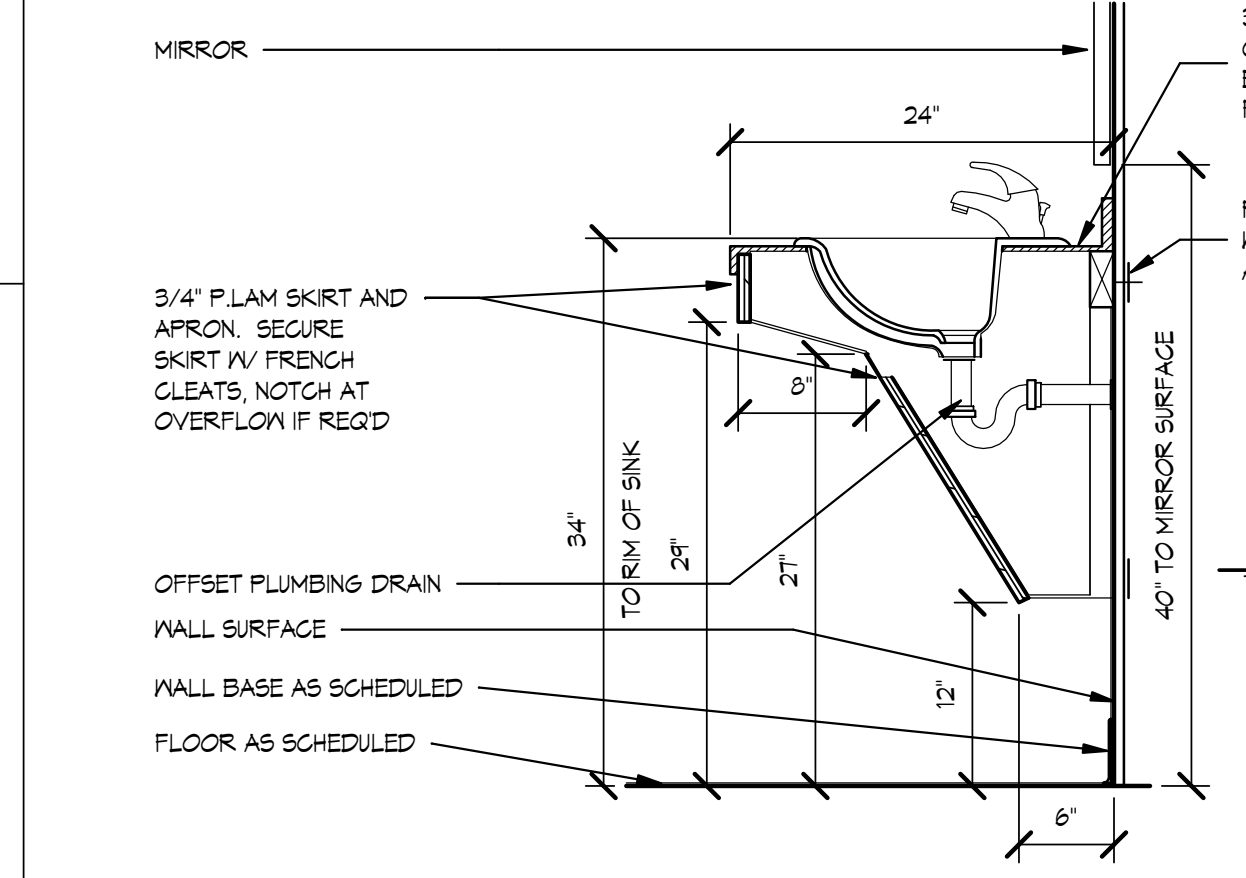 MIRROR
24"
3/4" P.LAM SKIRT AND
APRON. SECURE
SKIRT W/ FRENCH
CLEATS, NOTCH AT
OVERFLOW IF REQ'D
8"
34"
TO RIM OF SINK
29"
27"
40" TO MIRROR SURFACE
OFFSET PLUMBING DRAIN
WALL SURFACE
WALL BASE AS SCHEDULED
12"
FLOOR AS SCHEDULED
6"